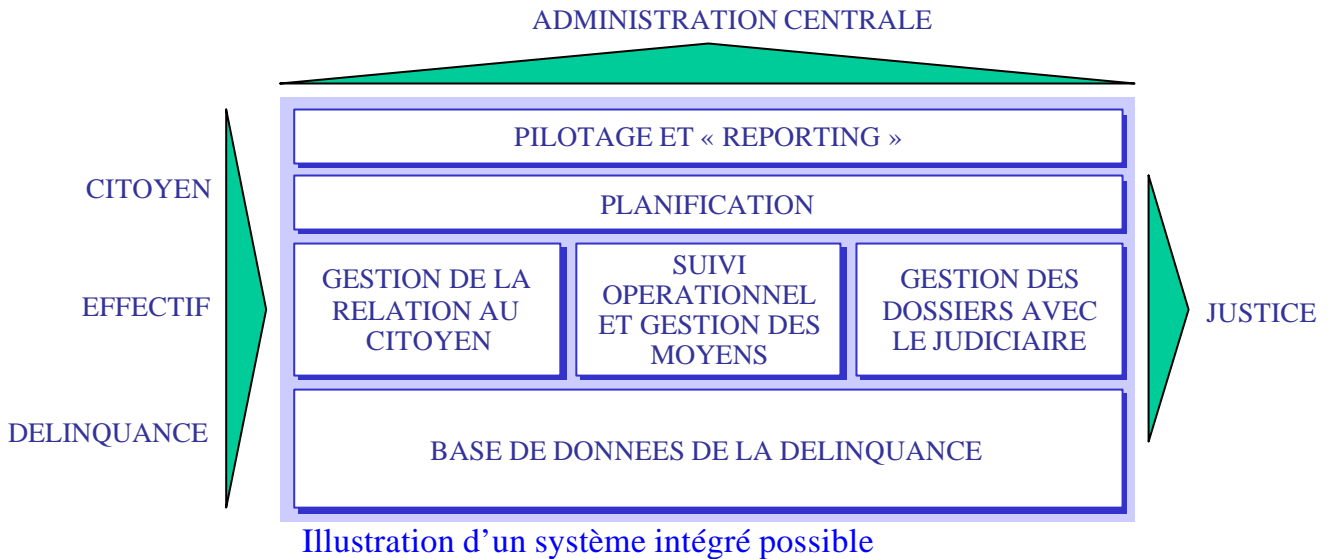 ADMINISTRATION CENTRALE
PILOTAGE ET « REPORTING »
CITOYEN
PLANIFICATION
GESTION DE LA
RELATION AU
CITOYEN
SUIVI
OPERATIONNEL
ET GESTION DES
MOYENS
GESTION DES
DOSSIERS AVEC
LE JUDICIAIRE
EFFECTIF
JUSTICE
DELINQUANCE
BASE DE DONNEES DE LA DELINQUANCE
Illustration d'un système intégré possible